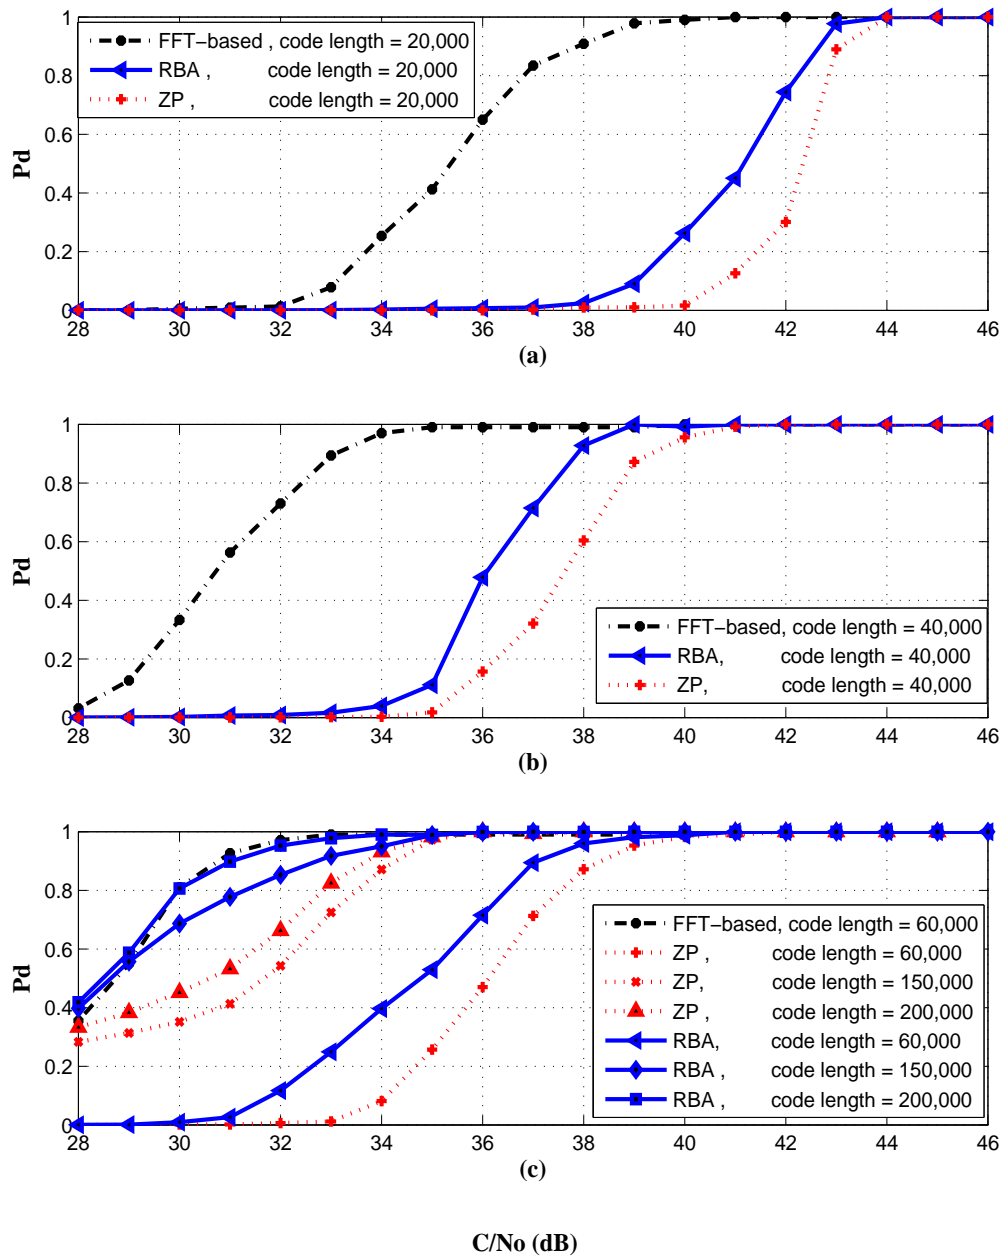 1
0.8
0.6
0.4
0.2
0
Pd
FFT−based , code length = 20,000
RBA , code length = 20,000
ZP , code length = 20,000
28 30 32 34 36 38 40 42 44 46
(a)
1
0.8
0.6
0.4
0.2
0
Pd
FFT−based, code length = 40,000
RBA, code length = 40,000
ZP, code length = 40,000
28 30 32 34 36 38 40 42 44 46
(b)
1
0.8
0.6
0.4
0.2
0
Pd
FFT−based, code length = 60,000
ZP , code length = 60,000
ZP, code length = 150,000
ZP , code length = 200,000
RBA, code length = 60,000
RBA , code length = 150,000
RBA , code length = 200,000
28 30 32 34 36 38 40 42 44 46
(c)
C/No (dB)